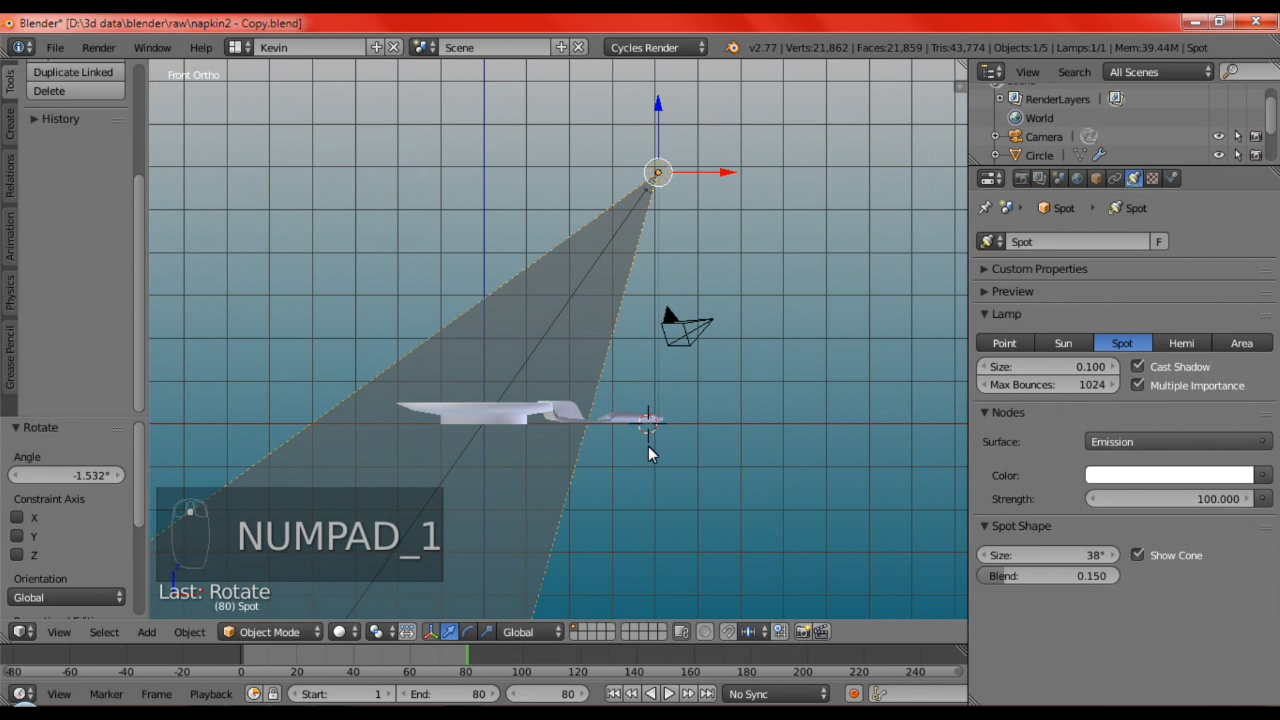 Blender* [D:\3d data\blender\raw\napkin2 - Copy.blend]
File Render Window Help Kevin Scene Cycles Render v2.77 | Verts:21,862 | Faces:21,859 | Tris:43,774 | Objects:1/5 | Lamps:1/1 | Mem:39.44M | Spot
Tools
Create
Relations
Animation
Physics
Grease Pencil
Duplicate Linked
Delete
History
Rotate
Angle
-1.532°
Constraint Axis
X
Y
Z
Orientation
Global
Front Ortho
NUMPAD_1
Last: Rotate
(80) Spot
View Search All Scenes
RenderLayers
World
Camera
Circle
Spot Spot
Spot F
Custom Properties
Preview
Lamp
Point Sun Spot Hemi Area
Size: 0.100 Cast Shadow
Max Bounces: 1024 Multiple Importance
Nodes
Surface: Emission
Color:
Strength: 100.000
Spot Shape
Size: 38° Show Cone
Blend: 0.150
View Select Add Object Object Mode Global
-80 -60 -40 -20 0 20 40 60 80 100 120 140 160 180 200 220 240
View Marker Frame Playback Start: 1 End: 80 80 No Sync